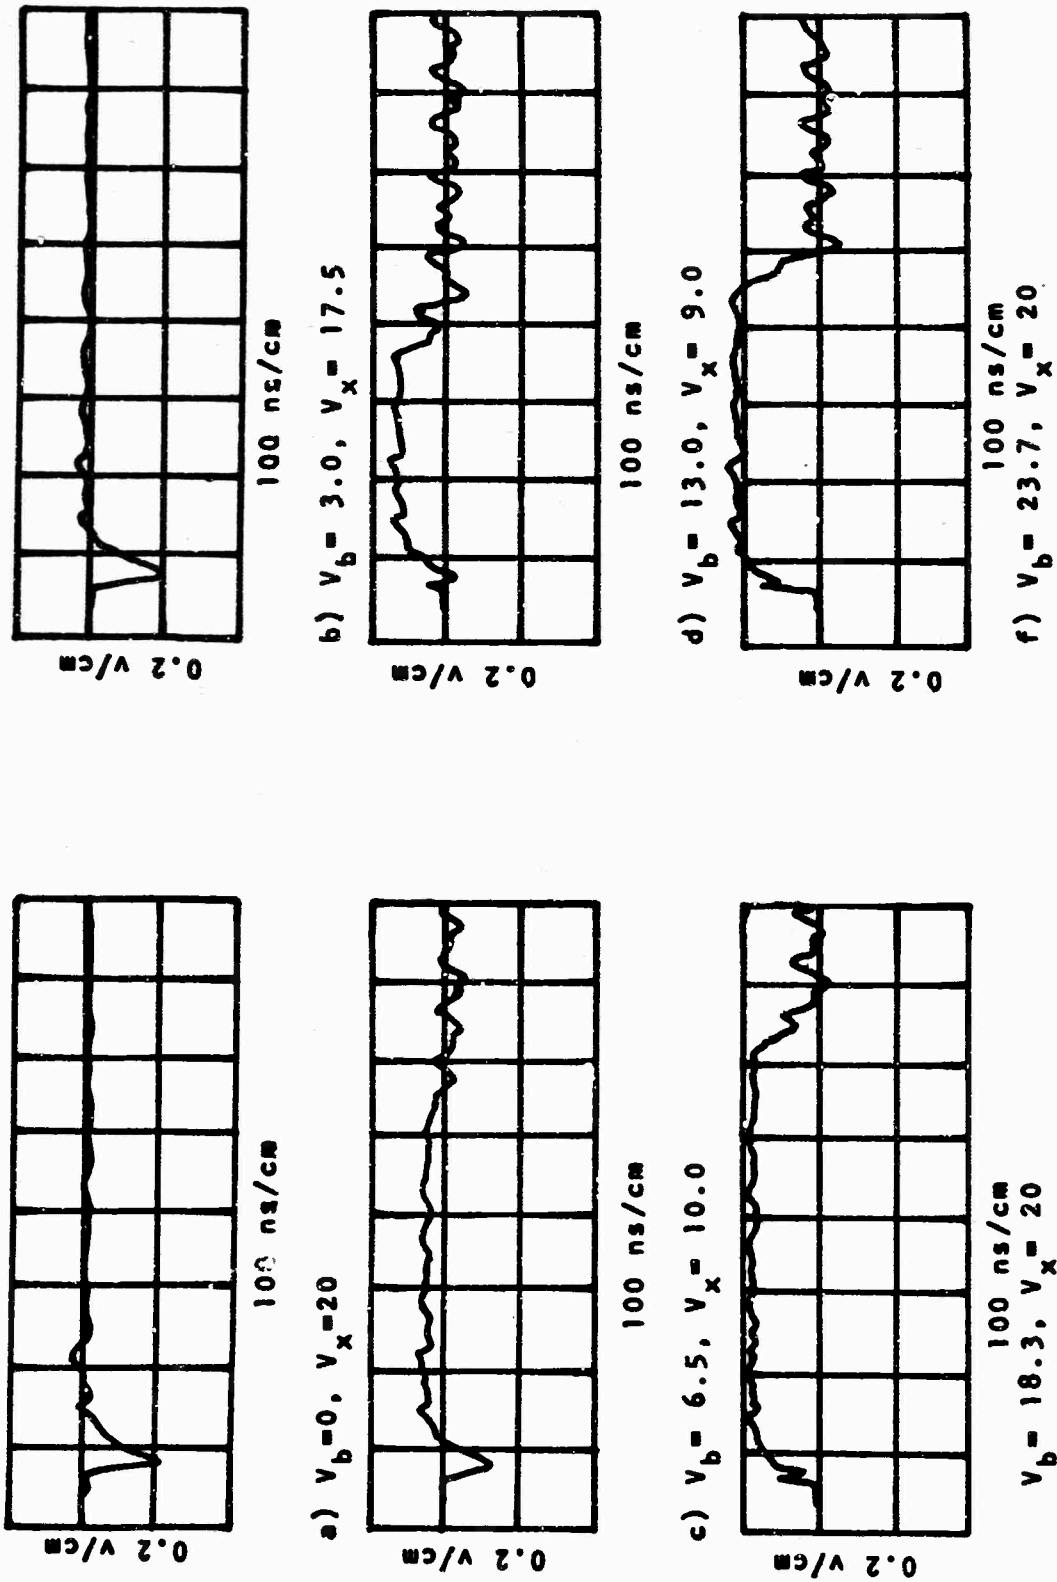 0.2 v/cm
100 ns/cm
a) Vb=0, Vx=20
0.2 v/cm
100 ns/cm
b) Vb= 3.0, Vx= 17.5
0.2 v/cm
100 ns/cm
c) Vb= 6.5, Vx= 10.0
0.2 v/cm
100 ns/cm
d) Vb= 13.0, Vx= 9.0
0.2 v/cm
100 ns/cm
Vb= 18.3, Vx= 20
0.2 v/cm
100 ns/cm
f) Vb= 23.7, Vx= 20